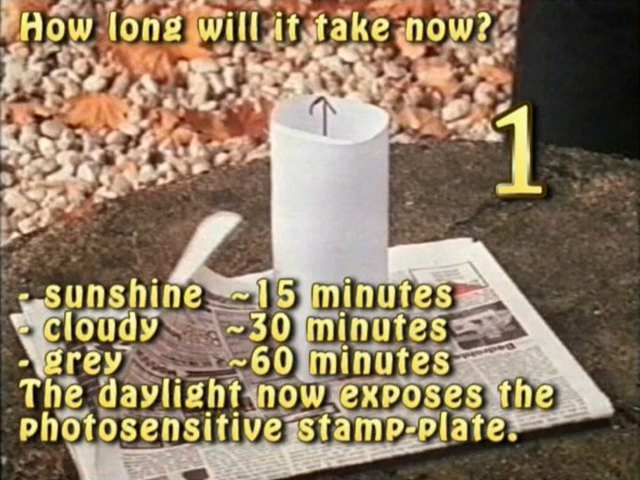 How long will it take now?
1
- sunshine ~15 minutes
- cloudy ~30 minutes
- grey ~60 minutes
The daylight now exposes the
photosensitive stamp-plate.